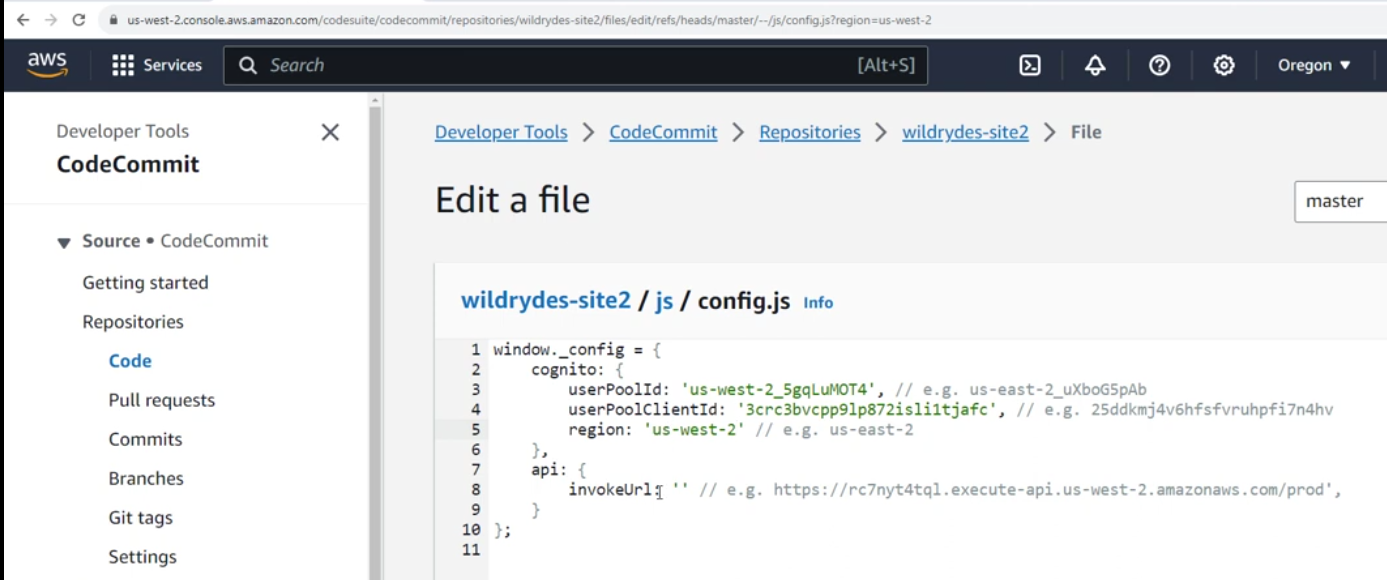 us-west-2.console.aws.amazon.com/codesuite/codecommit/repositories/wildrydes-site2/files/edit/refs/heads/master/--/js/config.js?region=us-west-2
aws
Services
Search
[Alt+S]
Oregon
Developer Tools
CodeCommit
Source • CodeCommit
Getting started
Repositories
Code
Pull requests
Commits
Branches
Git tags
Settings
Developer Tools > CodeCommit > Repositories > wildrydes-site2 > File
Edit a file
master
wildrydes-site2 / js / config.js Info
1 window._config = {
2 cognito: {
3 userPoolId: 'us-west-2_5gqLuMOT4', // e.g. us-east-2_uXboG5pAb
4 userPoolClientId: '3crc3bvcpp9lp872isli1tjafc', // e.g. 25ddkmj4v6hfsfvruhpfi7n4hv
5 region: 'us-west-2' // e.g. us-east-2
6 },
7 api: {
8 invokeUrl: '' // e.g. https://rc7nyt4tql.execute-api.us-west-2.amazonaws.com/prod',
9 }
10 };
11